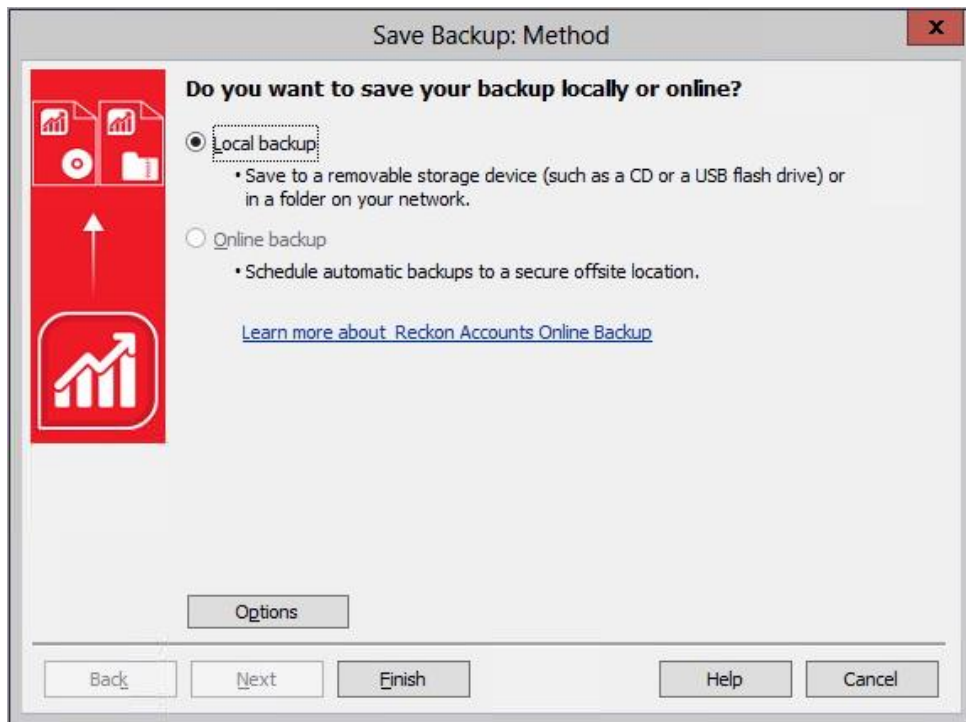 Save Backup: Method
x
Do you want to save your backup locally or online?
Local backup
• Save to a removable storage device (such as a CD or a USB flash drive) or
in a folder on your network.
Online backup
• Schedule automatic backups to a secure offsite location.
Learn more about  Reckon Accounts Online Backup
Options
Back
Next
Finish
Help
Cancel